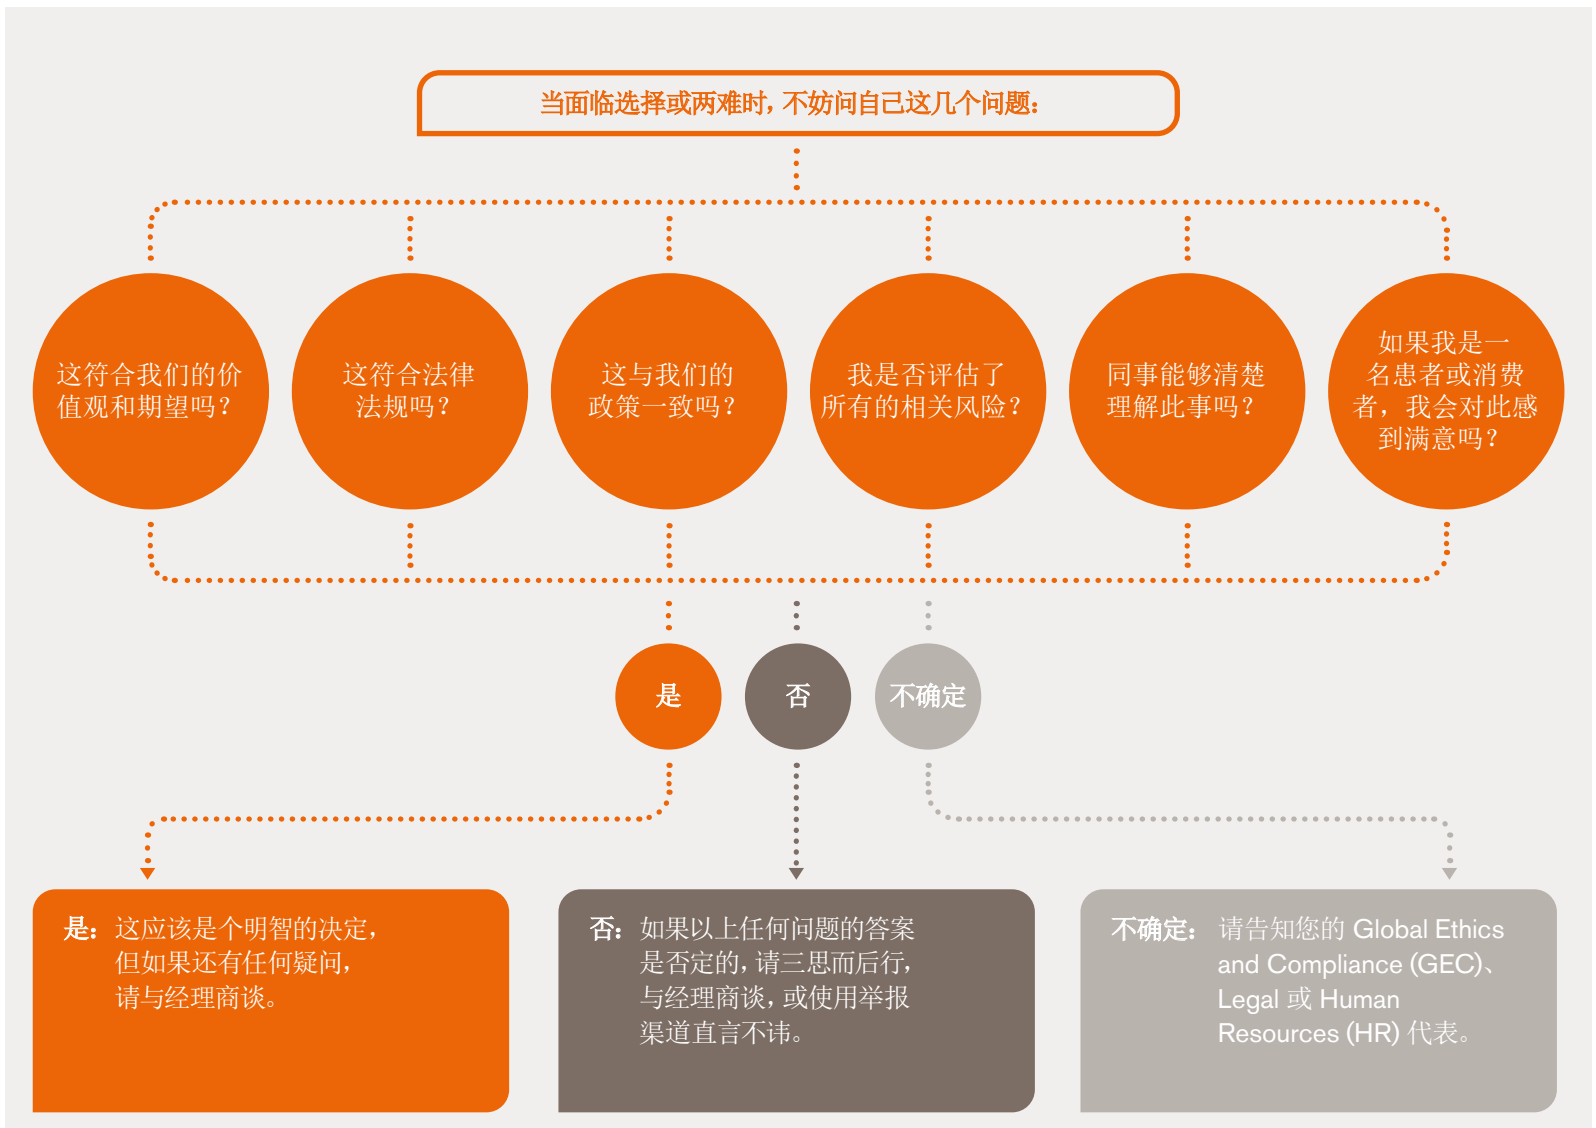 当面临选择或两难时，不妨问自己这几个问题：
这符合我们的价
值观和期望吗？
这符合法律
法规吗？
这与我们的
政策一致吗？
我是否评估了
所有的相关风险？
同事能够清楚
理解此事吗？
如果我是一
名患者或消费
者，我会对此感
到满意吗？
是
否
不确定
是：这应该是个明智的决定，
但如果还有任何疑问，
请与经理商谈。
否：如果以上任何问题的答案
是否定的，请三思而后行，
与经理商谈，或使用举报
渠道直言不讳。
不确定：请告知您的 Global Ethics
and Compliance (GEC)、
Legal 或 Human
Resources (HR) 代表。